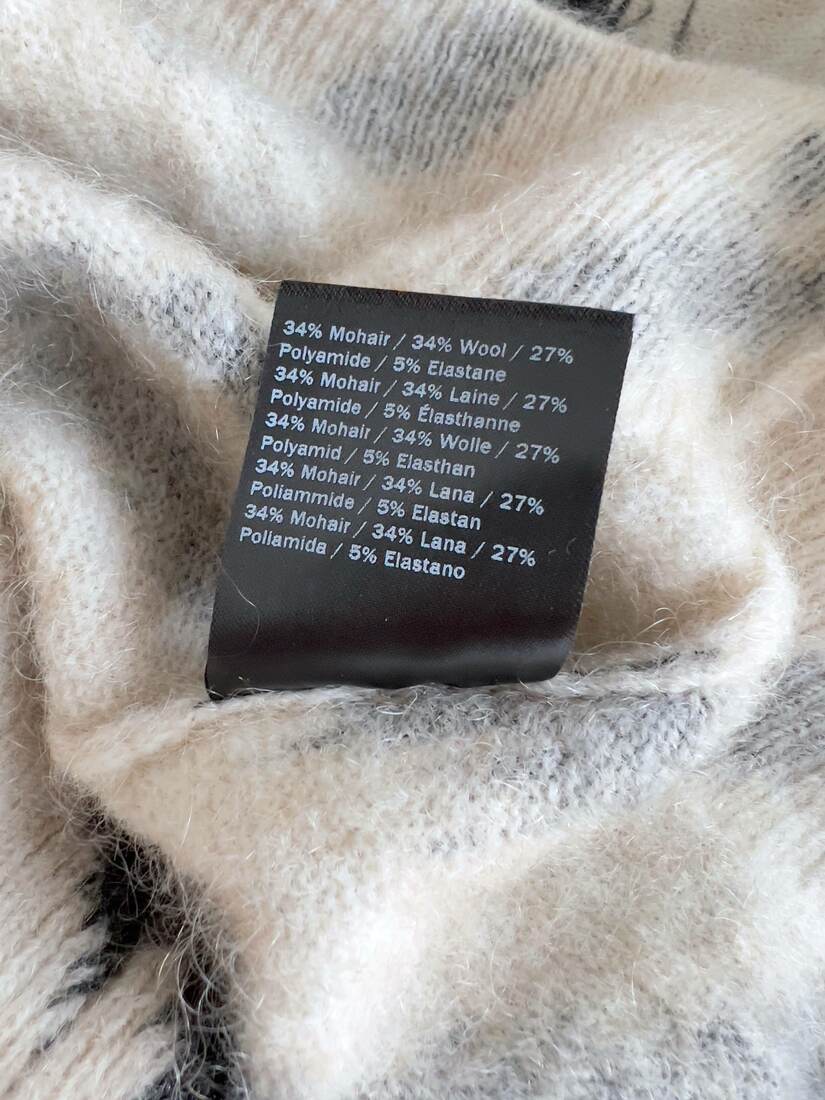 34% Mohair / 34% Wool / 27%
Polyamide / 5% Elastane
34% Mohair / 34% Laine / 27%
Polyamide / 5% Élasthanne
34% Mohair / 34% Wolle / 27%
Polyamid / 5% Elasthan
34% Mohair / 34% Lana / 27%
Poliammide / 5% Elastan
34% Mohair / 34% Lana / 27%
Poliamida / 5% Elastano